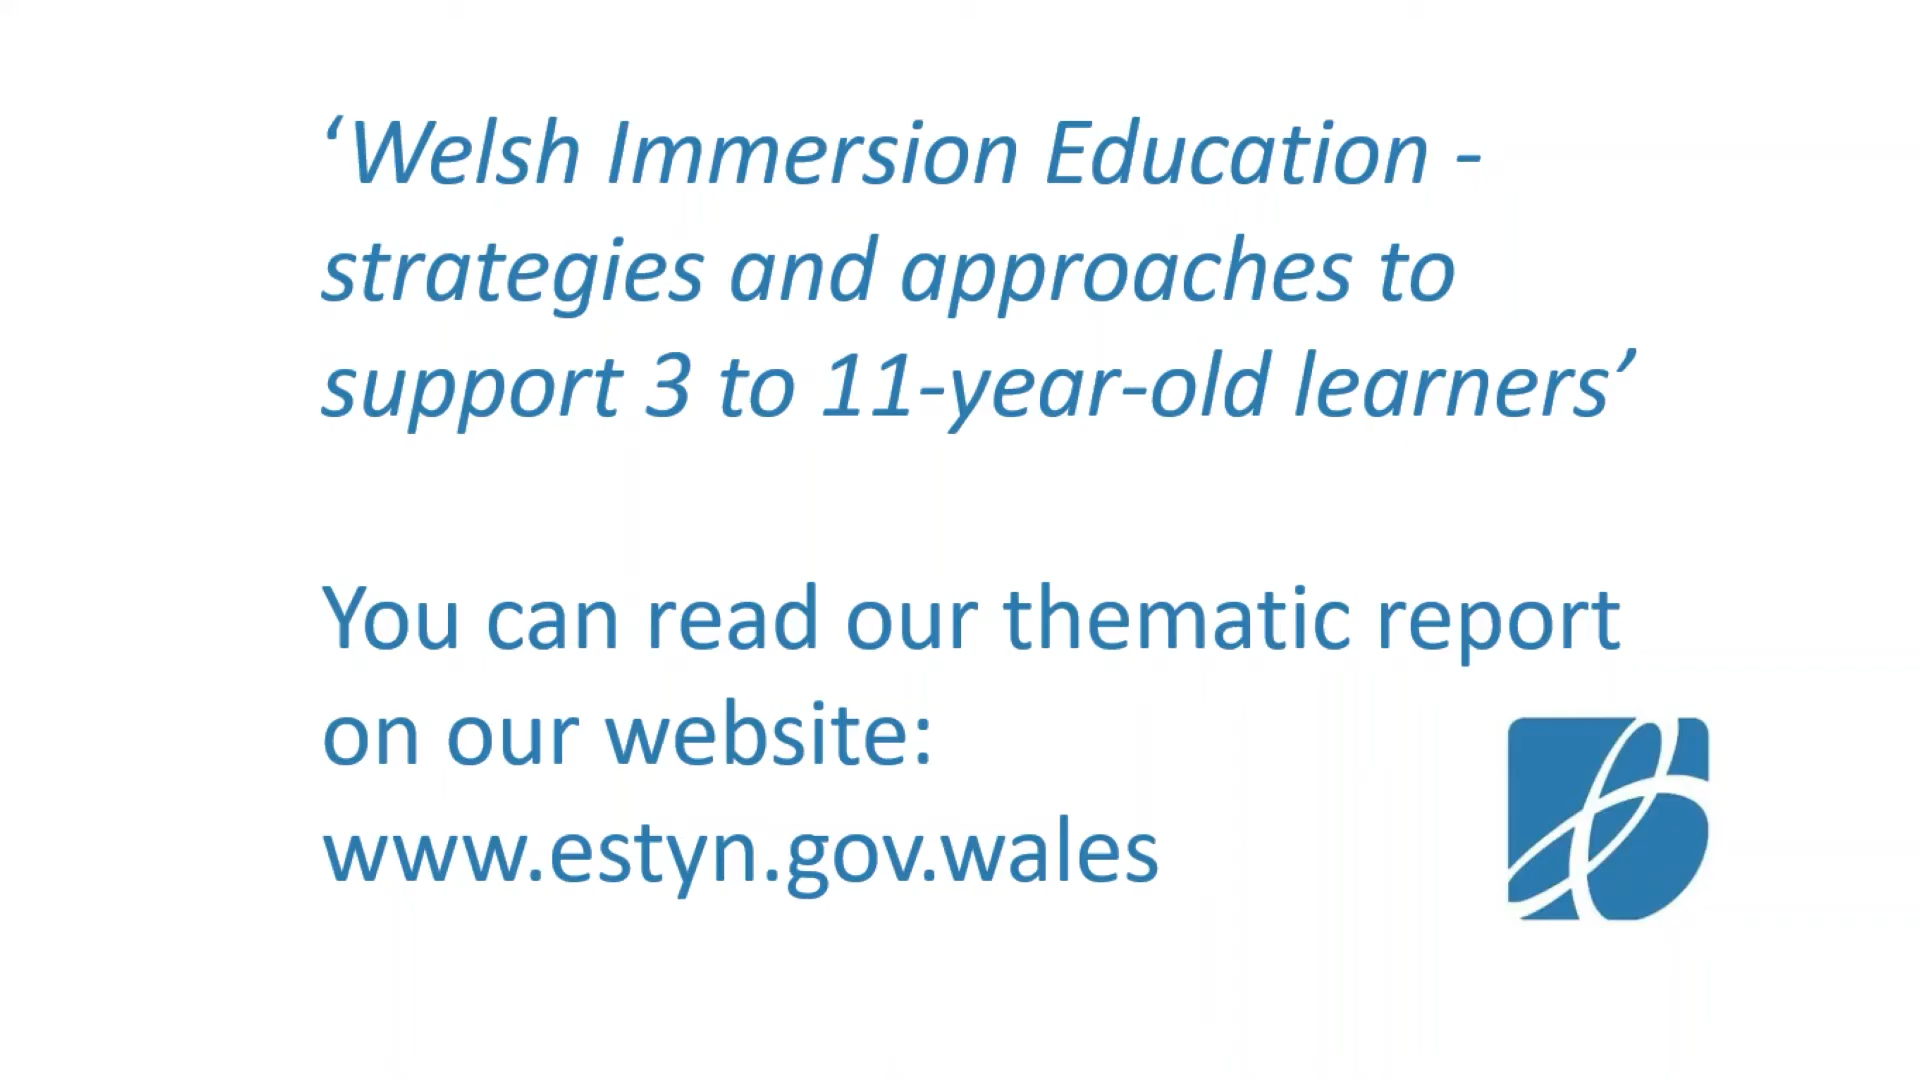 ‘Welsh Immersion Education -
strategies and approaches to
support 3 to 11-year-old learners’
You can read our thematic report
on our website:
www.estyn.gov.wales